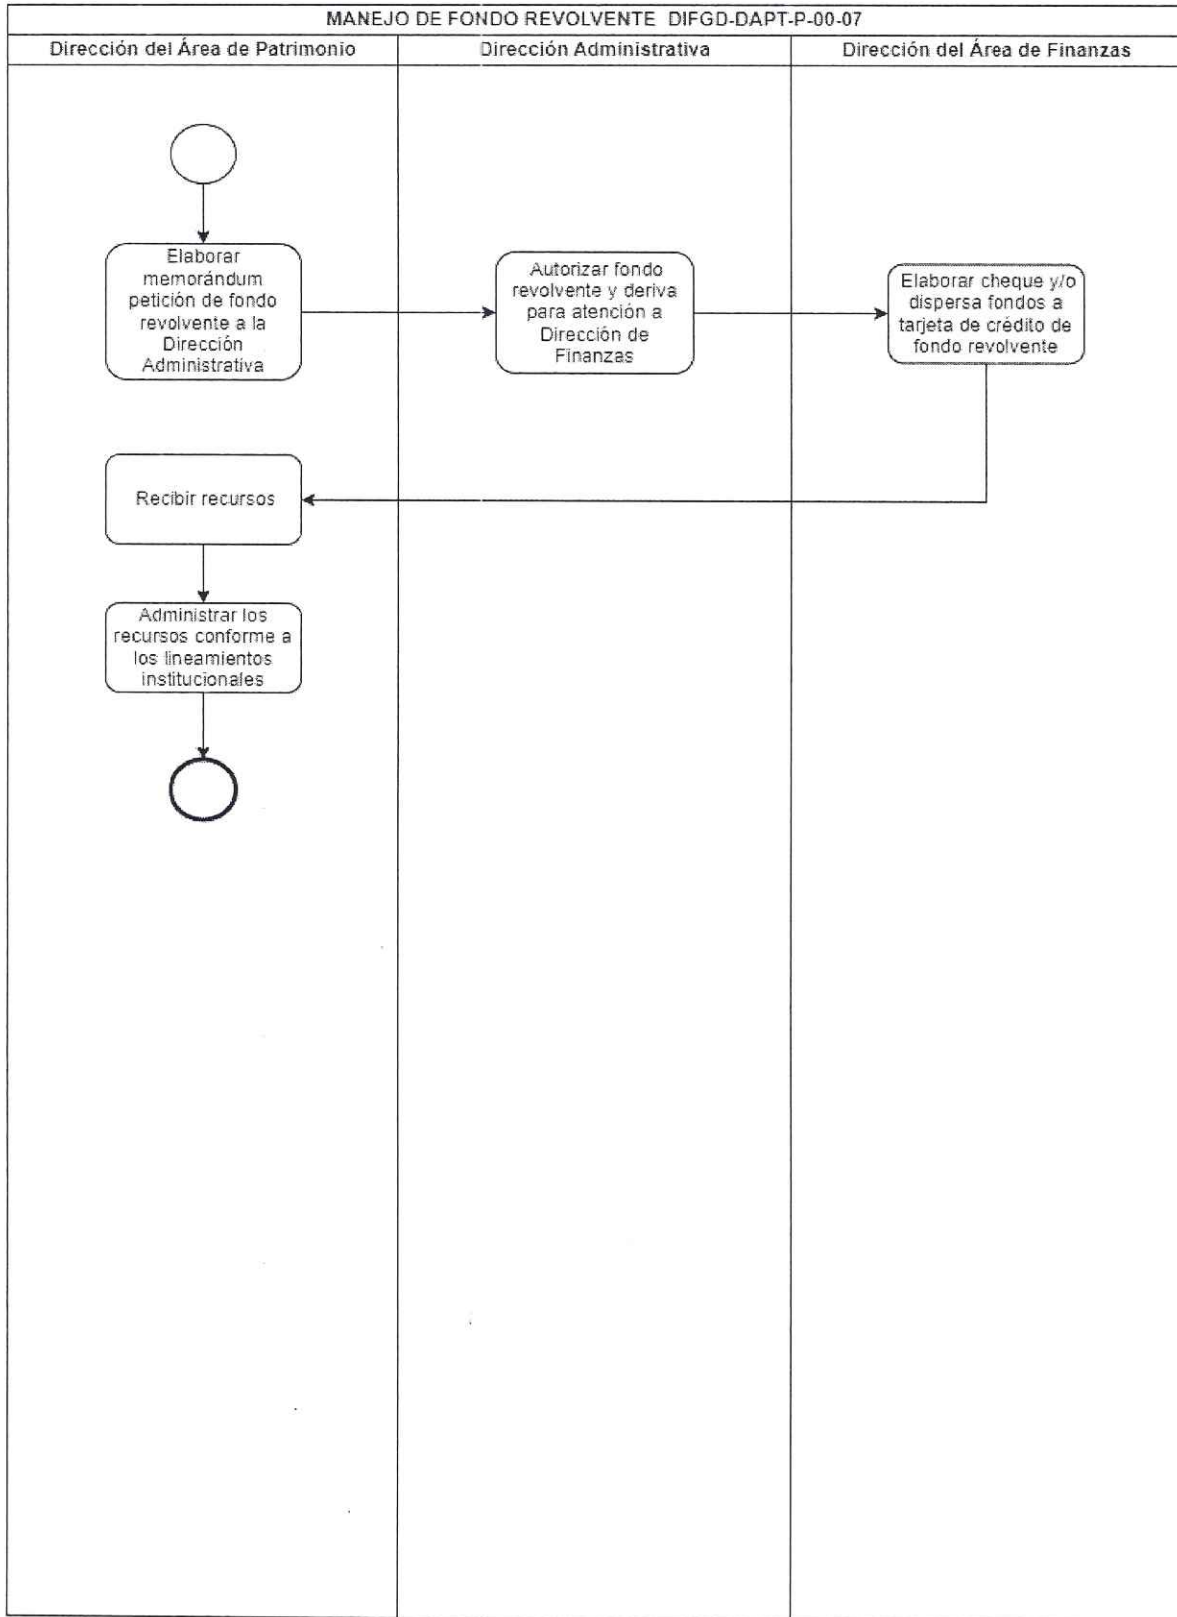 MANEJO DE FONDO REVOLVENTE DIFGD-DAPT-P-00-07
Dirección del Área de Patrimonio
Dirección Administrativa
Dirección del Área de Finanzas
Elaborar
memorándum
petición de fondo
revolvente a la
Dirección
Administrativa
Autorizar fondo
revolvente y deriva
para atención a
Dirección de
Finanzas
Elaborar cheque y/o
dispersa fondos a
tarjeta de crédito de
fondo revolvente
Recibir recursos
Administrar los
recursos conforme a
los lineamientos
institucionales